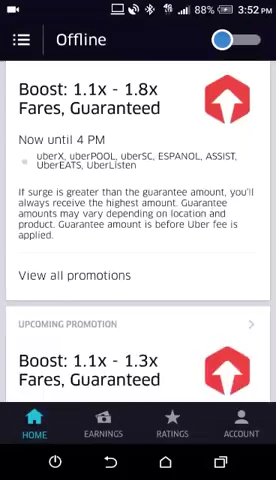 88% 3:52 PM
Offline
Boost: 1.1x - 1.8x
Fares, Guaranteed
Now until 4 PM
uberX, uberPOOL, uberSC, ESPANOL, ASSIST,
UberEATS, UberListen
If surge is greater than the guarantee amount, you'll
always receive the highest amount. Guarantee
amounts may vary depending on location and
product. Guarantee amount is before Uber fee is
applied.
View all promotions
UPCOMING PROMOTION
Boost: 1.1x - 1.3x
Fares, Guaranteed
HOME EARNINGS RATINGS ACCOUNT